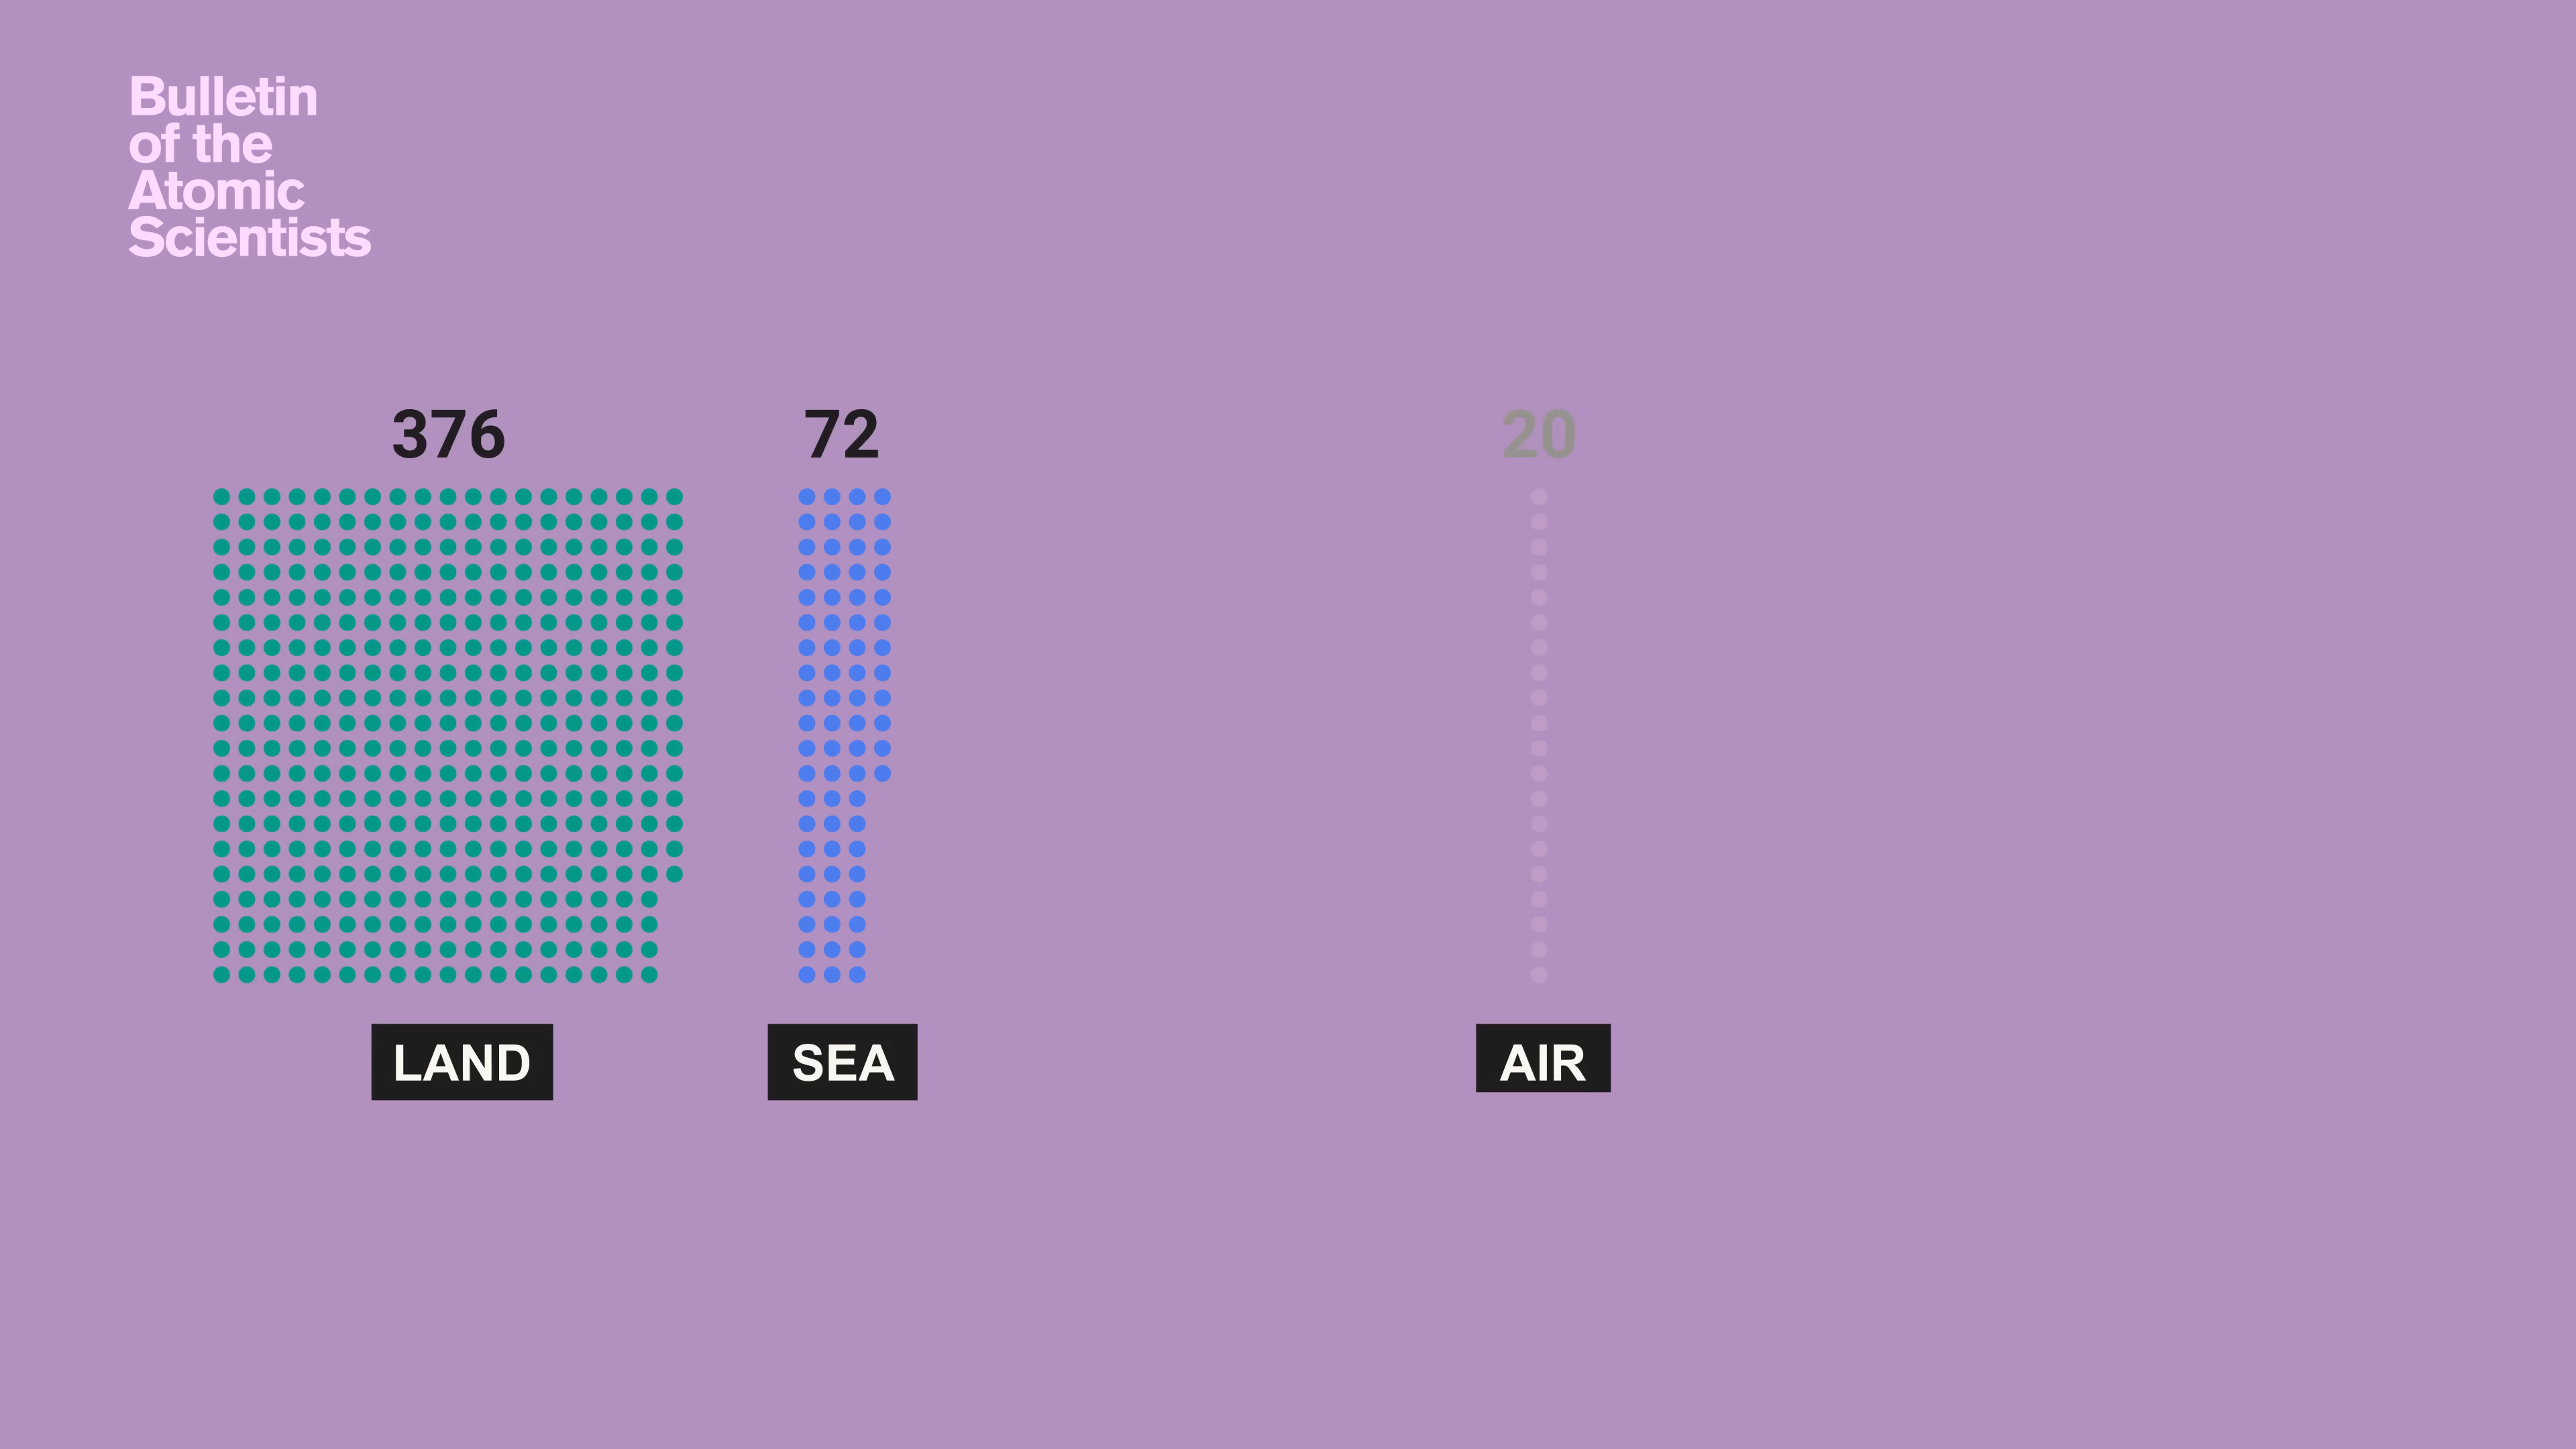 Bulletin
of the
Atomic
Scientists
376 72 20
LAND SEA AIR